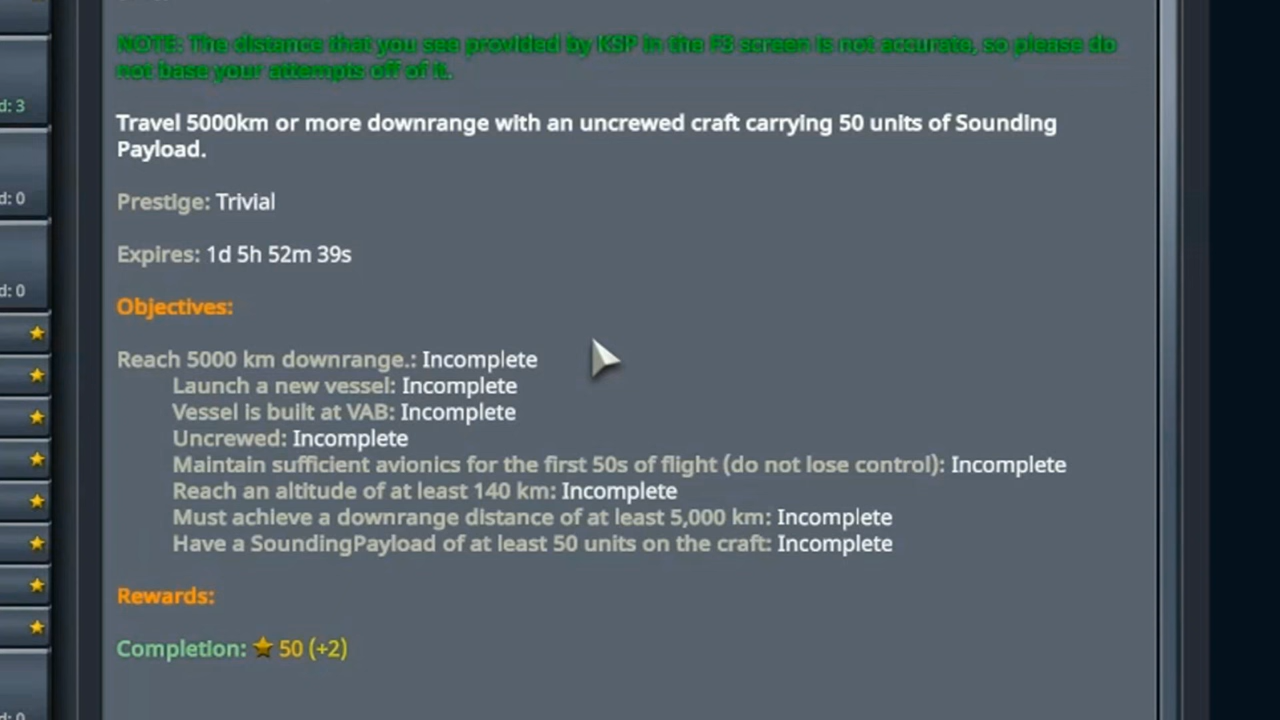 NOTE: The distance that you see provided by KSP in the F3 screen is not accurate, so please do
not base your attempts off of it.
d: 3
Travel 5000km or more downrange with an uncrewed craft carrying 50 units of Sounding
Payload.
d: 0
Prestige: Trivial
Expires: 1d 5h 52m 39s
d: 0
Objectives:
Reach 5000 km downrange.: Incomplete
Launch a new vessel: Incomplete
Vessel is built at VAB: Incomplete
Uncrewed: Incomplete
Maintain sufficient avionics for the first 50s of flight (do not lose control): Incomplete
Reach an altitude of at least 140 km: Incomplete
Must achieve a downrange distance of at least 5,000 km: Incomplete
Have a SoundingPayload of at least 50 units on the craft: Incomplete
Rewards:
Completion: 50 (+2)